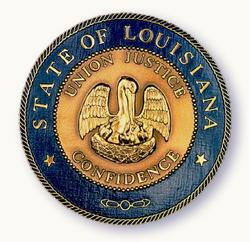 STATE OF LOUISIANA
UNION JUSTICE
CONFIDENCE